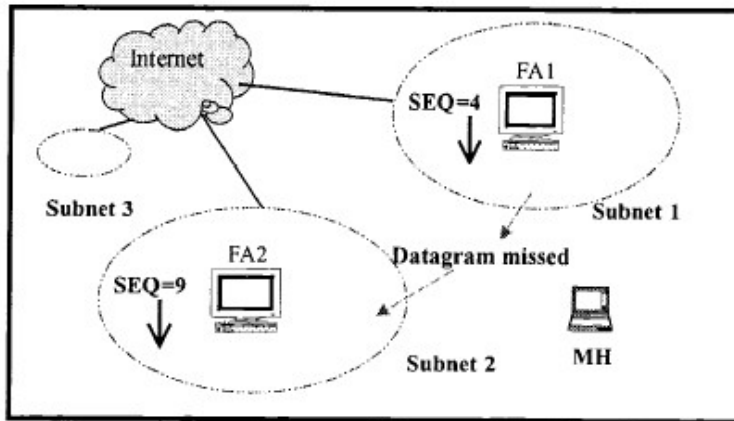 Internet
FA1
SEQ=4
Subnet 3
Subnet 1
FA2
Datagram missed
SEQ=9
Subnet 2
MH